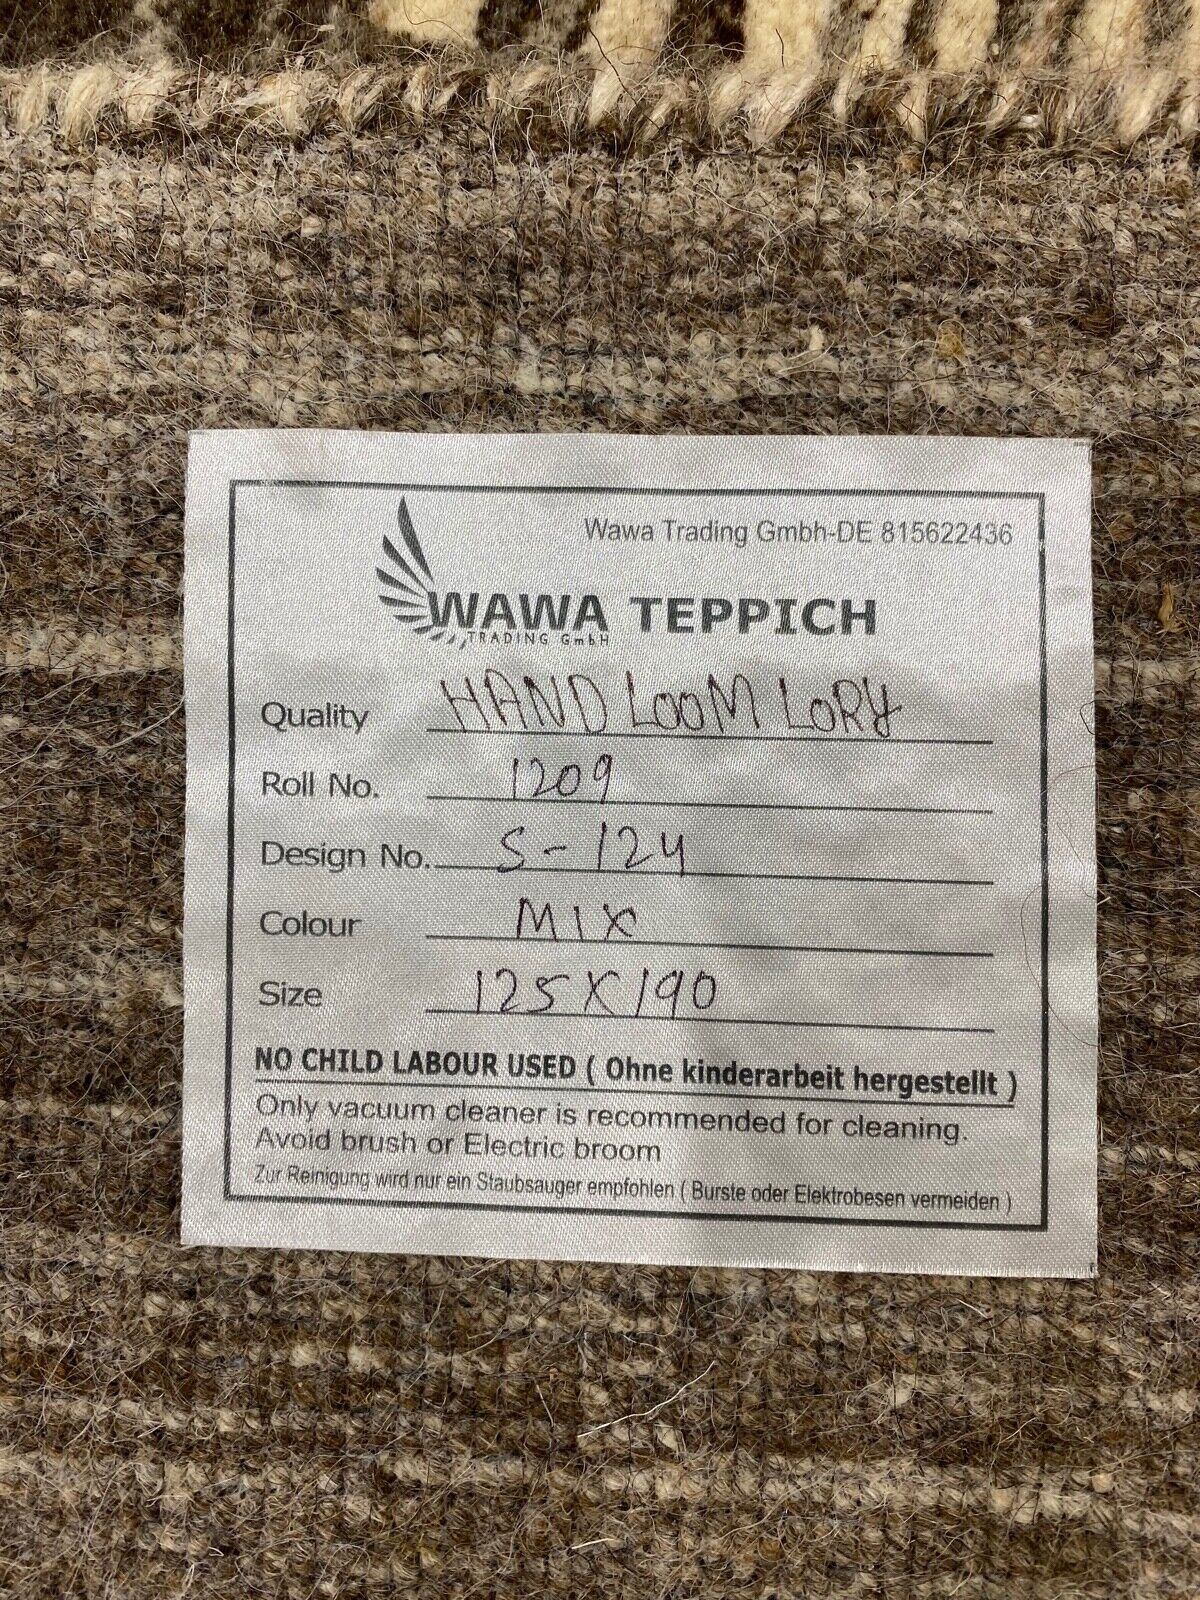 Wawa Trading Gmbh-DE 815622436
WAWA TEPPICH
TRADING GmbH
Quality HAND LOOM LORY
Roll No. 1209
Design No. S-124
Colour MIX
Size 125X190
NO CHILD LABOUR USED ( Ohne kinderarbeit hergestellt )
Only vacuum cleaner is recommended for cleaning.
Avoid brush or Electric broom
Zur Reinigung wird nur ein Staubsauger empfohlen ( Burste oder Elektrobesen vermeiden )